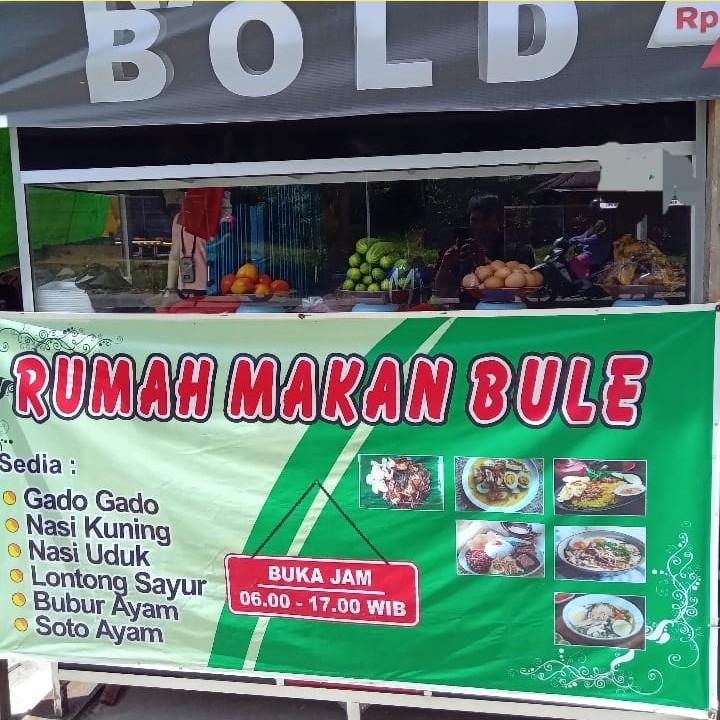 BOLD
Rp
RUMAH MAKAN BULE
Sedia :
Gado Gado
Nasi Kuning
Nasi Uduk
Lontong Sayur
Bubur Ayam
Soto Ayam
BUKA JAM
06.00 - 17.00 WIB